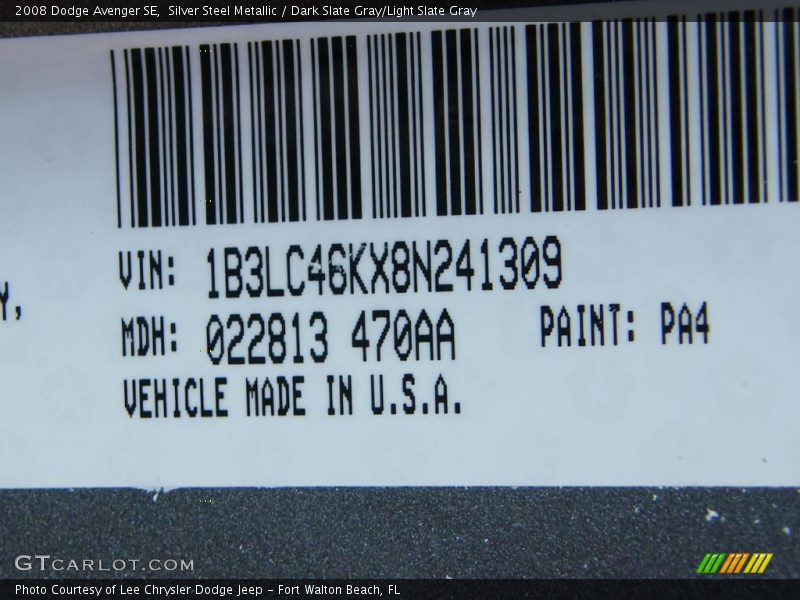 2008 Dodge Avenger SE,  Silver Steel Metallic / Dark Slate Gray/Light Slate Gray
VIN: 1B3LC46KX8N241309
Y,
MDH: 022813 470AA PAINT: PA4
VEHICLE MADE IN U.S.A.
GTCARLOT.COM
Photo Courtesy of Lee Chrysler Dodge Jeep – Fort Walton Beach, FL